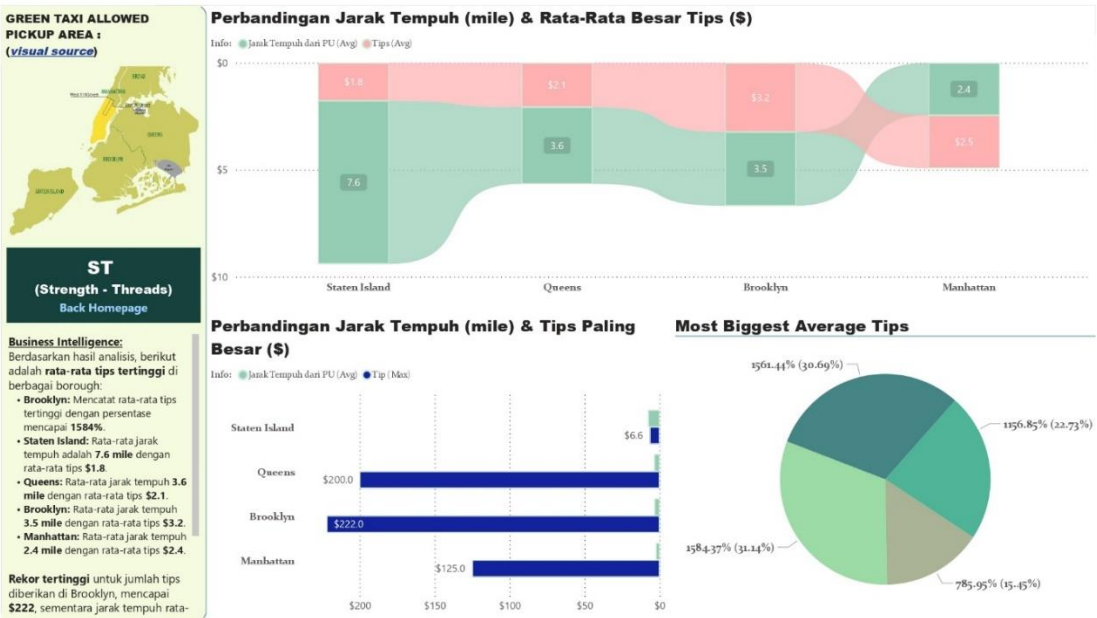 GREEN TAXI ALLOWED
PICKUP AREA :
(visual source)
BRONX
MANHATTAN
QUEENS
BROOKLYN
STATEN ISLAND
ST
(Strength - Threads)
Back Homepage
Business Intelligence:
Berdasarkan hasil analisis, berikut
adalah rata-rata tips tertinggi di
berbagai borough:
• Brooklyn: Mencatat rata-rata tips
tertinggi dengan persentase
mencapai 1584%.
• Staten Island: Rata-rata jarak
tempuh adalah 7.6 mile dengan
rata-rata tips $1.8.
• Queens: Rata-rata jarak tempuh 3.6
mile dengan rata-rata tips $2.1.
• Brooklyn: Rata-rata jarak tempuh
3.5 mile dengan rata-rata tips $3.2.
• Manhattan: Rata-rata jarak tempuh
2.4 mile dengan rata-rata tips $2.4.
Rekor tertinggi untuk jumlah tips
diberikan di Brooklyn, mencapai
$222, sementara jarak tempuh rata-
Perbandingan Jarak Tempuh (mile) & Rata-Rata Besar Tips ($)
Info: Jarak Tempuh dari PU (Avg) Tips (Avg)
$0
$1.8
$2.1
$3.2
2.4
7.6
3.6
3.5
$2.5
$5
$10
Staten Island
Queens
Brooklyn
Manhattan
Perbandingan Jarak Tempuh (mile) & Tips Paling
Besar ($)
Info: Jarak Tempuh dari PU (Avg) Tip (Max)
Staten Island
$6.6
Queens
$200.0
Brooklyn
$222.0
Manhattan
$125.0
$200
$150
$100
$50
$0
Most Biggest Average Tips
1561.44% (30.69%)
1156.85% (22.73%)
1584.37% (31.14%)
785.95% (15.45%)